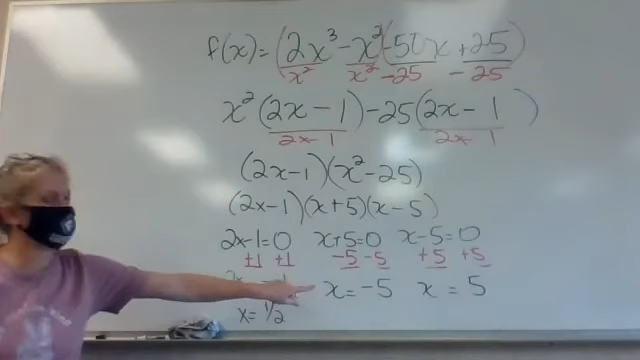 f(x)=(2x³-x²)(-50x+25)
x² x² -25 -25
x²(2x-1)-25(2x-1)
2x-1 2x-1
(2x-1)(x²-25)
(2x-1)(x+5)(x-5)
2x-1=0 x+5=0 x-5=0
+1 +1 -5 -5 +5 +5
x=-5 x=5
x=1/2